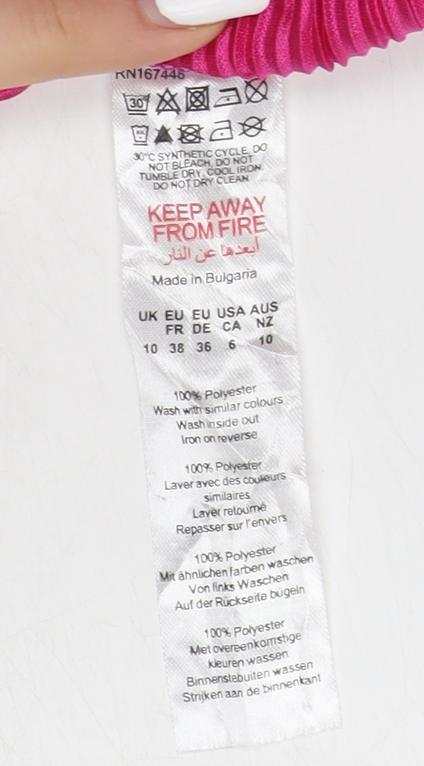 RN167446
30
30°C SYNTHETIC CYCLE, DO
NOT BLEACH, DO NOT
TUMBLE DRY, COOL IRON
DO NOT DRY CLEAN
KEEP AWAY
FROM FIRE
أبعدها عن النار
Made in Bulgaria
UK EU EU USA AUS
FR DE CA NZ
10 38 36 6 10
100% Polyester
Wash with similar colours
Wash inside out
Iron on reverse
100% Polyester
Laver avec des couleurs
similaires
Laver retourné
Repasser sur l'envers
100% Polyester
Mit ähnlichen farben waschen
Von links Waschen
Auf der Rückseite bügeln
100% Polyester
Met overeenkomstige
kleuren wassen
Binnenstebuiten wassen
Strijken aan de binnenkant